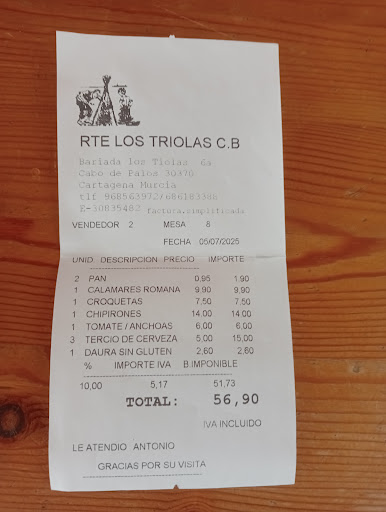 RTE LOS TRIOLAS C.B
Bariada los Tiolas 6a
Cabo de Palos 30370
Cartagena Murcia
tlf 968563972/686183388
E-30035402 factura.simplificada
VENDEDOR 2 MESA 8
FECHA 05/07/2025
UNID. DESCRIPCION PRECIO IMPORTE
2 PAN 0,95 1,90
1 CALAMARES ROMANA 9,90 9,90
1 CROQUETAS 7,50 7,50
1 CHIPIRONES 14,00 14,00
1 TOMATE / ANCHOAS 6,00 6,00
3 TERCIO DE CERVEZA 5,00 15,00
1 DAURA SIN GLUTEN 2,60 2,60
% IMPORTE IVA B.IMPONIBLE
10,00 5,17 51,73
TOTAL: 56,90
IVA INCLUIDO
LE ATENDIO ANTONIO
GRACIAS POR SU VISITA